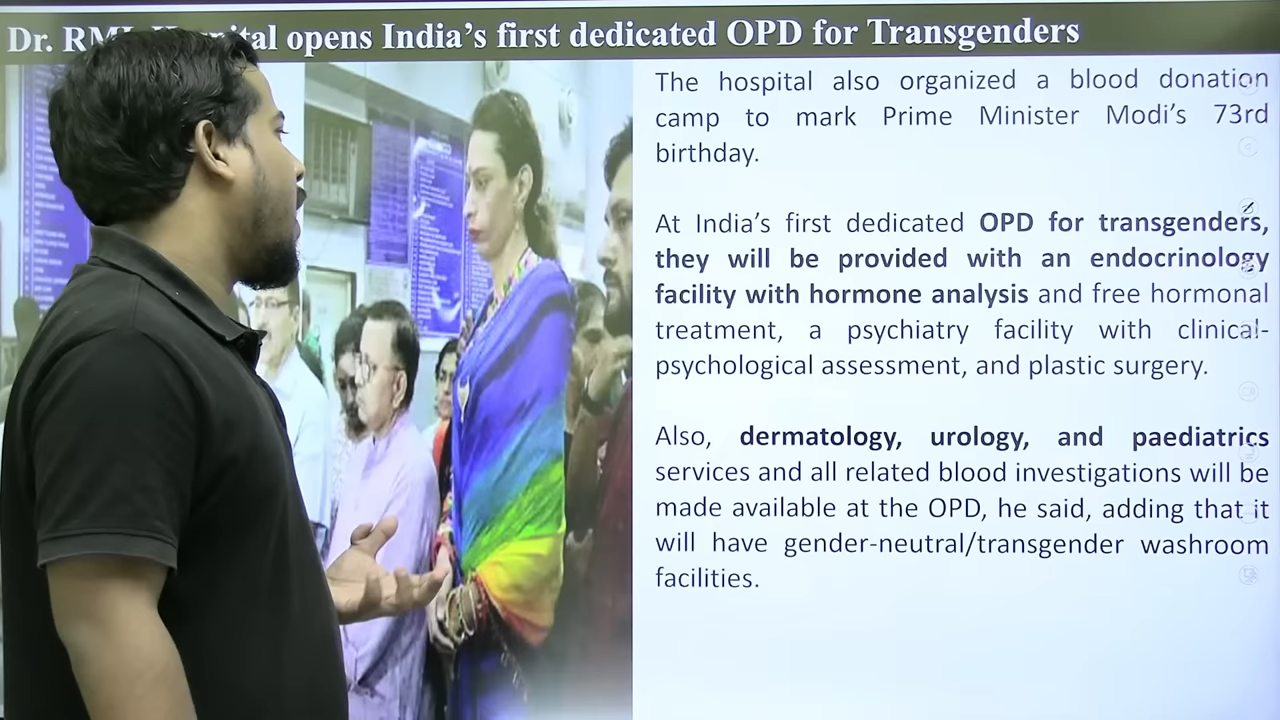 Dr. RML Hospital opens India’s first dedicated OPD for Transgenders
The hospital also organized a blood donation
camp to mark Prime Minister Modi’s 73rd
birthday.
At India’s first dedicated OPD for transgenders,
they will be provided with an endocrinology
facility with hormone analysis and free hormonal
treatment, a psychiatry facility with clinical-
psychological assessment, and plastic surgery.
Also, dermatology, urology, and paediatrics
services and all related blood investigations will be
made available at the OPD, he said, adding that it
will have gender-neutral/transgender washroom
facilities.